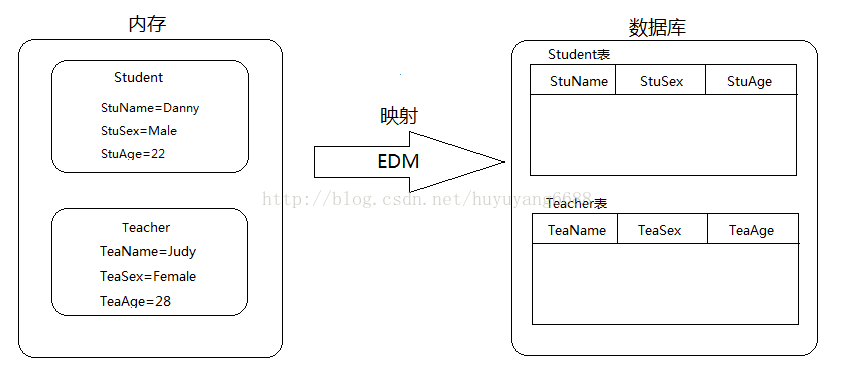 内存
Student
StuName=Danny
StuSex=Male
StuAge=22
Teacher
TeaName=Judy
TeaSex=Female
TeaAge=28
映射
EDM
http://blog.csdn.net/huyuyang6688
数据库
Student表
StuName StuSex StuAge
Teacher表
TeaName TeaSex TeaAge